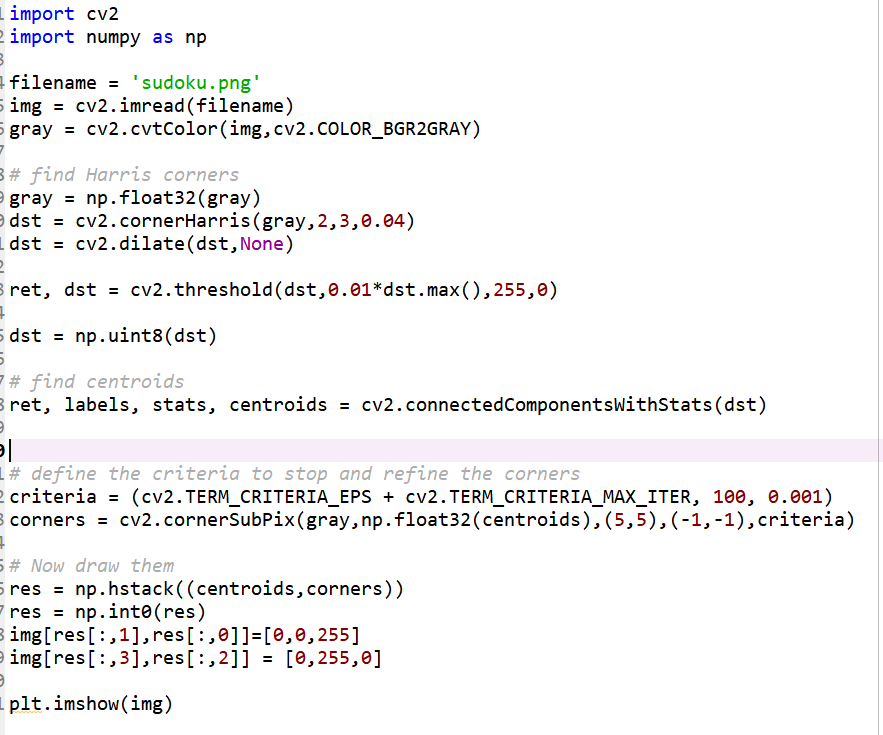 import cv2
import numpy as np
filename = 'sudoku.png'
img = cv2.imread(filename)
gray = cv2.cvtColor(img,cv2.COLOR_BGR2GRAY)
# find Harris corners
gray = np.float32(gray)
dst = cv2.cornerHarris(gray,2,3,0.04)
dst = cv2.dilate(dst,None)
ret, dst = cv2.threshold(dst,0.01*dst.max(),255,0)
dst = np.uint8(dst)
# find centroids
ret, labels, stats, centroids = cv2.connectedComponentsWithStats(dst)
# define the criteria to stop and refine the corners
criteria = (cv2.TERM_CRITERIA_EPS + cv2.TERM_CRITERIA_MAX_ITER, 100, 0.001)
corners = cv2.cornerSubPix(gray,np.float32(centroids),(5,5),(-1,-1),criteria)
# Now draw them
res = np.hstack((centroids,corners))
res = np.int0(res)
img[res[:,1],res[:,0]]=[0,0,255]
img[res[:,3],res[:,2]] = [0,255,0]
plt.imshow(img)